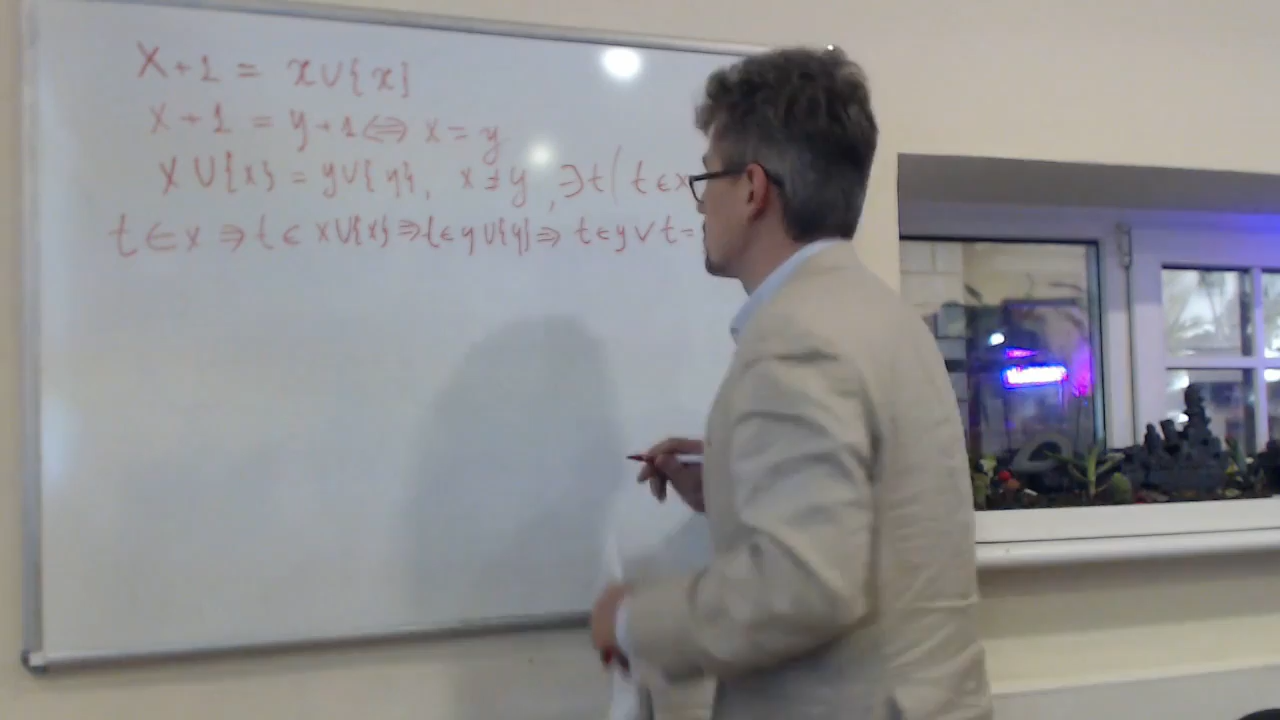 x+1 = x∪{x}
x+1 = y+1 ⇔ x = y
x∪{x} = y∪{y}, x ≠ y, ∃t( t∈x
t∈x ⇒ t∈ x∪{x} ⇒ t∈ y∪{y} ⇒ t∈y ∨ t=